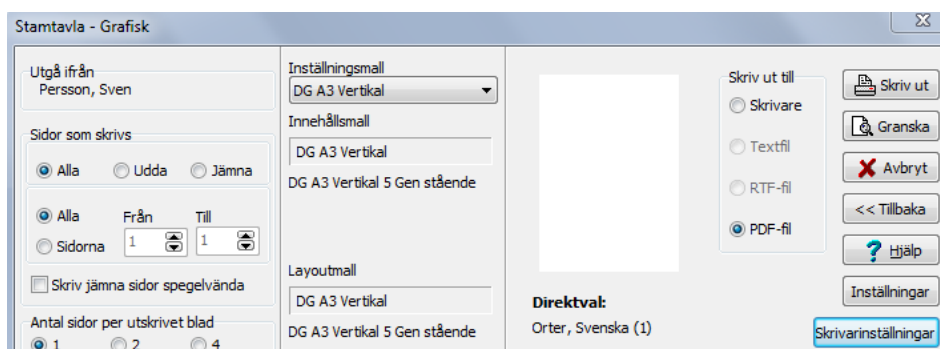 Stamtavla - Grafisk
Utgå ifrån
Persson, Sven
Sidor som skrivs
Alla Udda Jämna
Alla Från Till
Sidorna 1 1
Skriv jämna sidor spegelvända
Antal sidor per utskrivet blad
1 2 4
Inställningsmall
DG A3 Vertikal
Innehållsmall
DG A3 Vertikal
DG A3 Vertikal 5 Gen stående
Layoutmall
DG A3 Vertikal
DG A3 Vertikal 5 Gen stående
Direktval:
Orter, Svenska (1)
Skriv ut till
Skrivare
Textfil
RTF-fil
PDF-fil
Skriv ut
Granska
Avbryt
<< Tillbaka
Hjälp
Inställningar
Skrivarinställningar